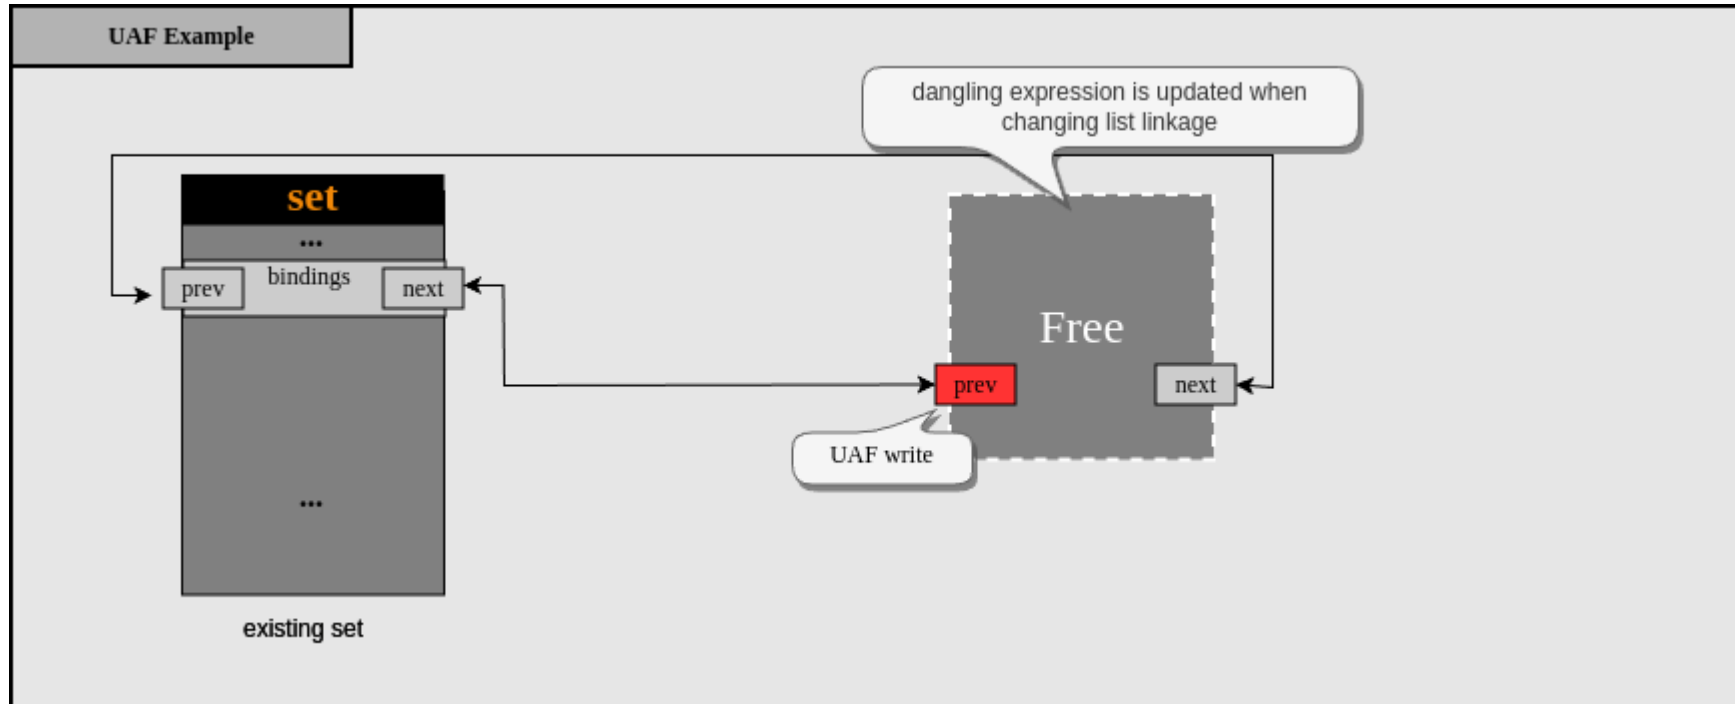 UAF Example
dangling expression is updated when
changing list linkage
set
...
bindings
prev
next
Free
prev
next
UAF write
...
existing set